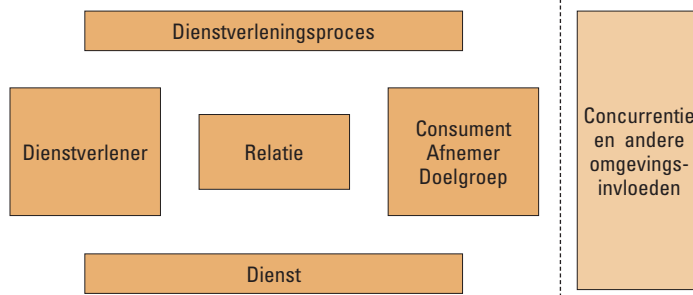 Dienstverleningsproces
Dienstverlener
Relatie
Consument
Afnemer
Doelgroep
Dienst
Concurrentie
en andere
omgevings-
invloeden